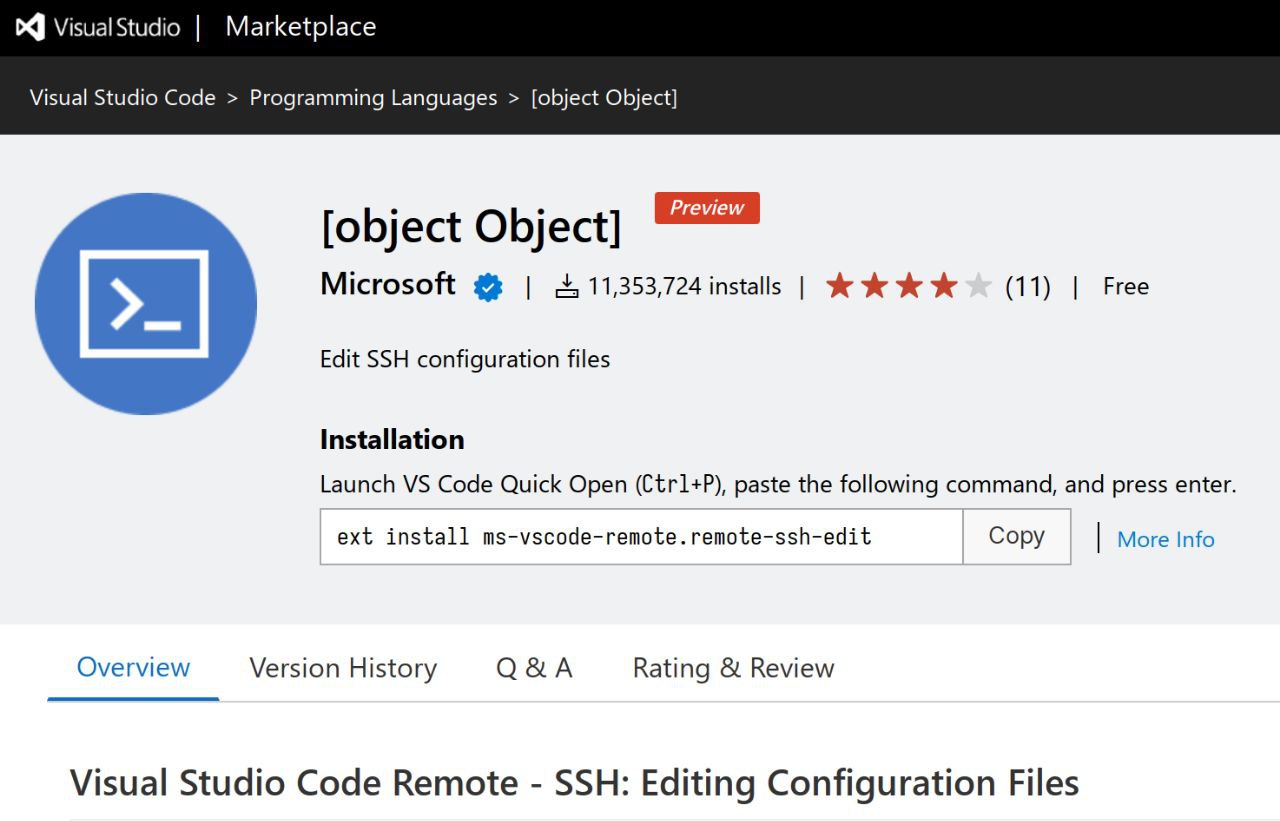 Visual Studio | Marketplace
Visual Studio Code > Programming Languages > [object Object]
[object Object] Preview
Microsoft | 11,353,724 installs | (11) | Free
Edit SSH configuration files
Installation
Launch VS Code Quick Open (Ctrl+P), paste the following command, and press enter.
ext install ms-vscode-remote.remote-ssh-edit Copy | More Info
Overview Version History Q & A Rating & Review
Visual Studio Code Remote - SSH: Editing Configuration Files